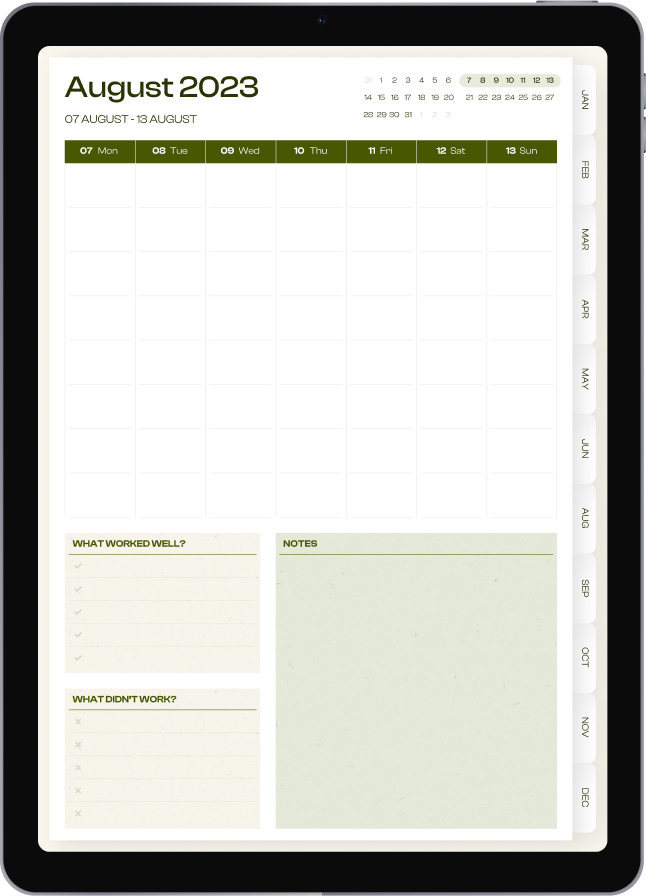 August 2023
07 AUGUST - 13 AUGUST
31 1 2 3 4 5 6 7 8 9 10 11 12 13
14 15 16 17 18 19 20 21 22 23 24 25 26 27
28 29 30 31 1 2 3
07 Mon 08 Tue 09 Wed 10 Thu 11 Fri 12 Sat 13 Sun
WHAT WORKED WELL?
WHAT DIDN'T WORK?
NOTES
JAN
FEB
MAR
APR
MAY
JUN
AUG
SEP
OCT
NOV
DEC